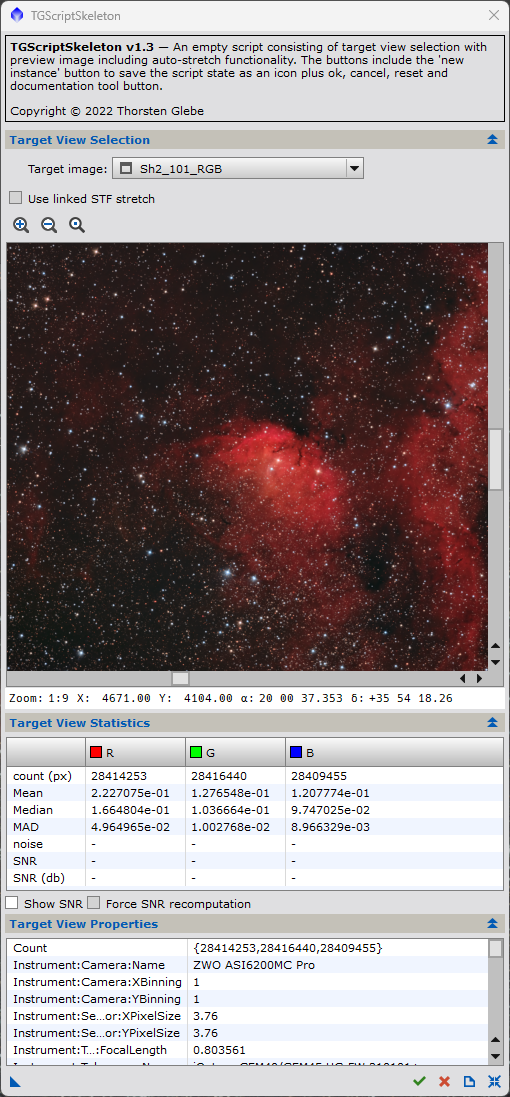 TGScriptSkeleton
TGScriptSkeleton v1.3 — An empty script consisting of target view selection with
preview image including auto-stretch functionality. The buttons include the 'new
instance' button to save the script state as an icon plus ok, cancel, reset and
documentation tool button.
Copyright © 2022 Thorsten Glebe
Target View Selection
Target image: Sh2_101_RGB
Use linked STF stretch
Zoom: 1:9 X: 4671.00 Y: 4104.00 α: 20 00 37.353 δ: +35 54 18.26
Target View Statistics
R G B
count (px) 28414253 28416440 28409455
Mean 2.227075e-01 1.276548e-01 1.207774e-01
Median 1.664804e-01 1.036661e-01 9.747025e-02
MAD 4.964965e-02 1.002768e-02 8.966329e-03
noise - - -
SNR - - -
SNR (db) - - -
Show SNR Force SNR recomputation
Target View Properties
Count {28414253,28416440,28409455}
Instrument:Camera:Name ZWO ASI6200MC Pro
Instrument:Camera:XBinning 1
Instrument:Camera:YBinning 1
Instrument:Se...or:XPixelSize 3.76
Instrument:Se...or:YPixelSize 3.76
Instrument:T...:FocalLength 0.803561